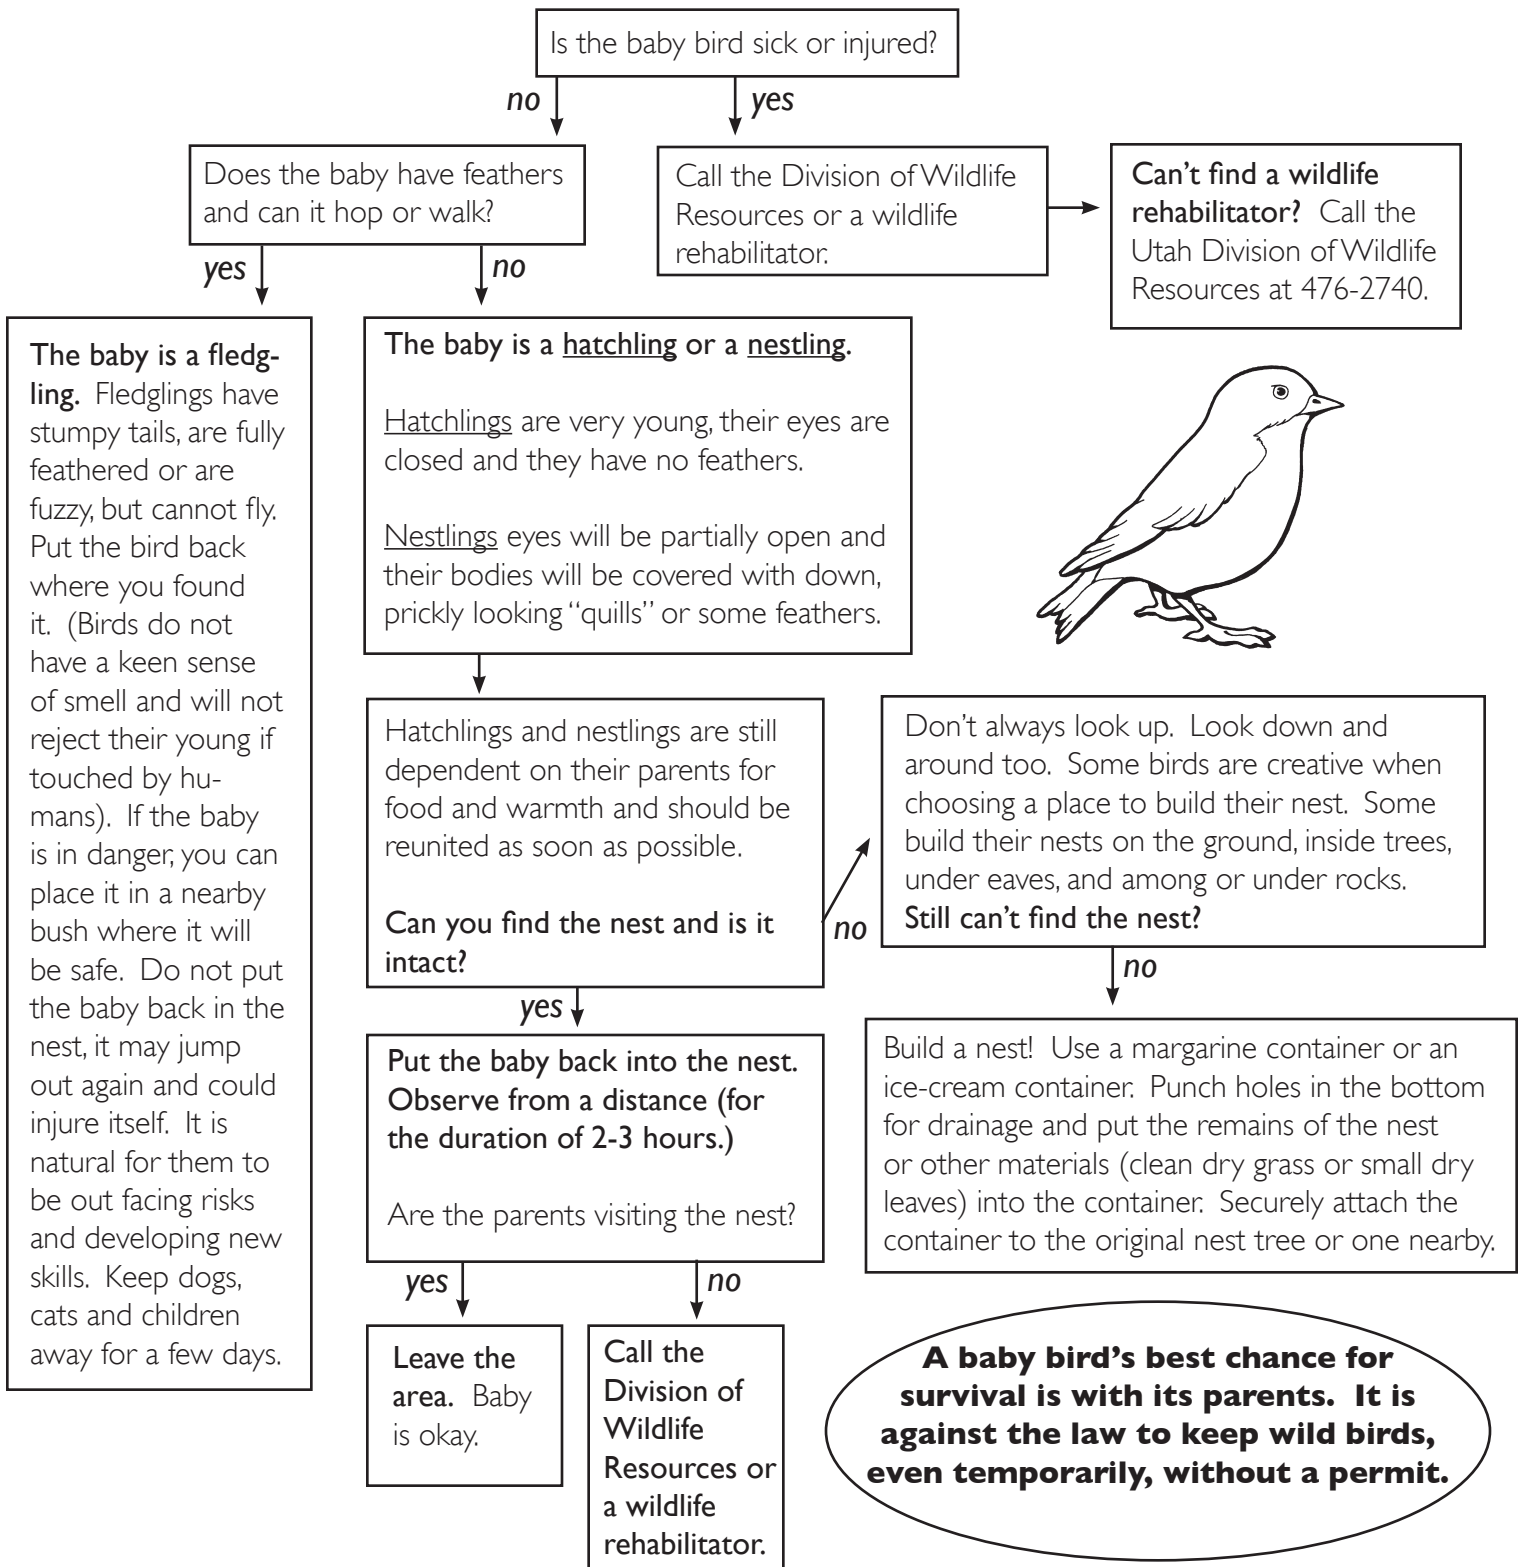 Is the baby bird sick or injured?
no
yes
Does the baby have feathers
and can it hop or walk?
Call the Division of Wildlife
Resources or a wildlife
rehabilitator.
Can't find a wildlife
rehabilitator? Call the
Utah Division of Wildlife
Resources at 476-2740.
yes
no
The baby is a fledg-
ling. Fledglings have
stumpy tails, are fully
feathered or are
fuzzy, but cannot fly.
Put the bird back
where you found
it. (Birds do not
have a keen sense
of smell and will not
reject their young if
touched by hu-
mans). If the baby
is in danger, you can
place it in a nearby
bush where it will
be safe. Do not put
the baby back in the
nest, it may jump
out again and could
injure itself. It is
natural for them to
be out facing risks
and developing new
skills. Keep dogs,
cats and children
away for a few days.
The baby is a hatchling or a nestling.
Hatchlings are very young, their eyes are
closed and they have no feathers.
Nestlings eyes will be partially open and
their bodies will be covered with down,
prickly looking "quills" or some feathers.
Hatchlings and nestlings are still
dependent on their parents for
food and warmth and should be
reunited as soon as possible.
Can you find the nest and is it
intact?
no
Don't always look up. Look down and
around too. Some birds are creative when
choosing a place to build their nest. Some
build their nests on the ground, inside trees,
under eaves, and among or under rocks.
Still can't find the nest?
no
Build a nest! Use a margarine container or an
ice-cream container. Punch holes in the bottom
for drainage and put the remains of the nest
or other materials (clean dry grass or small dry
leaves) into the container. Securely attach the
container to the original nest tree or one nearby.
yes
Put the baby back into the nest.
Observe from a distance (for
the duration of 2-3 hours.)
Are the parents visiting the nest?
yes
no
Leave the
area. Baby
is okay.
Call the
Division of
Wildlife
Resources or
a wildlife
rehabilitator.
A baby bird's best chance for
survival is with its parents. It is
against the law to keep wild birds,
even temporarily, without a permit.